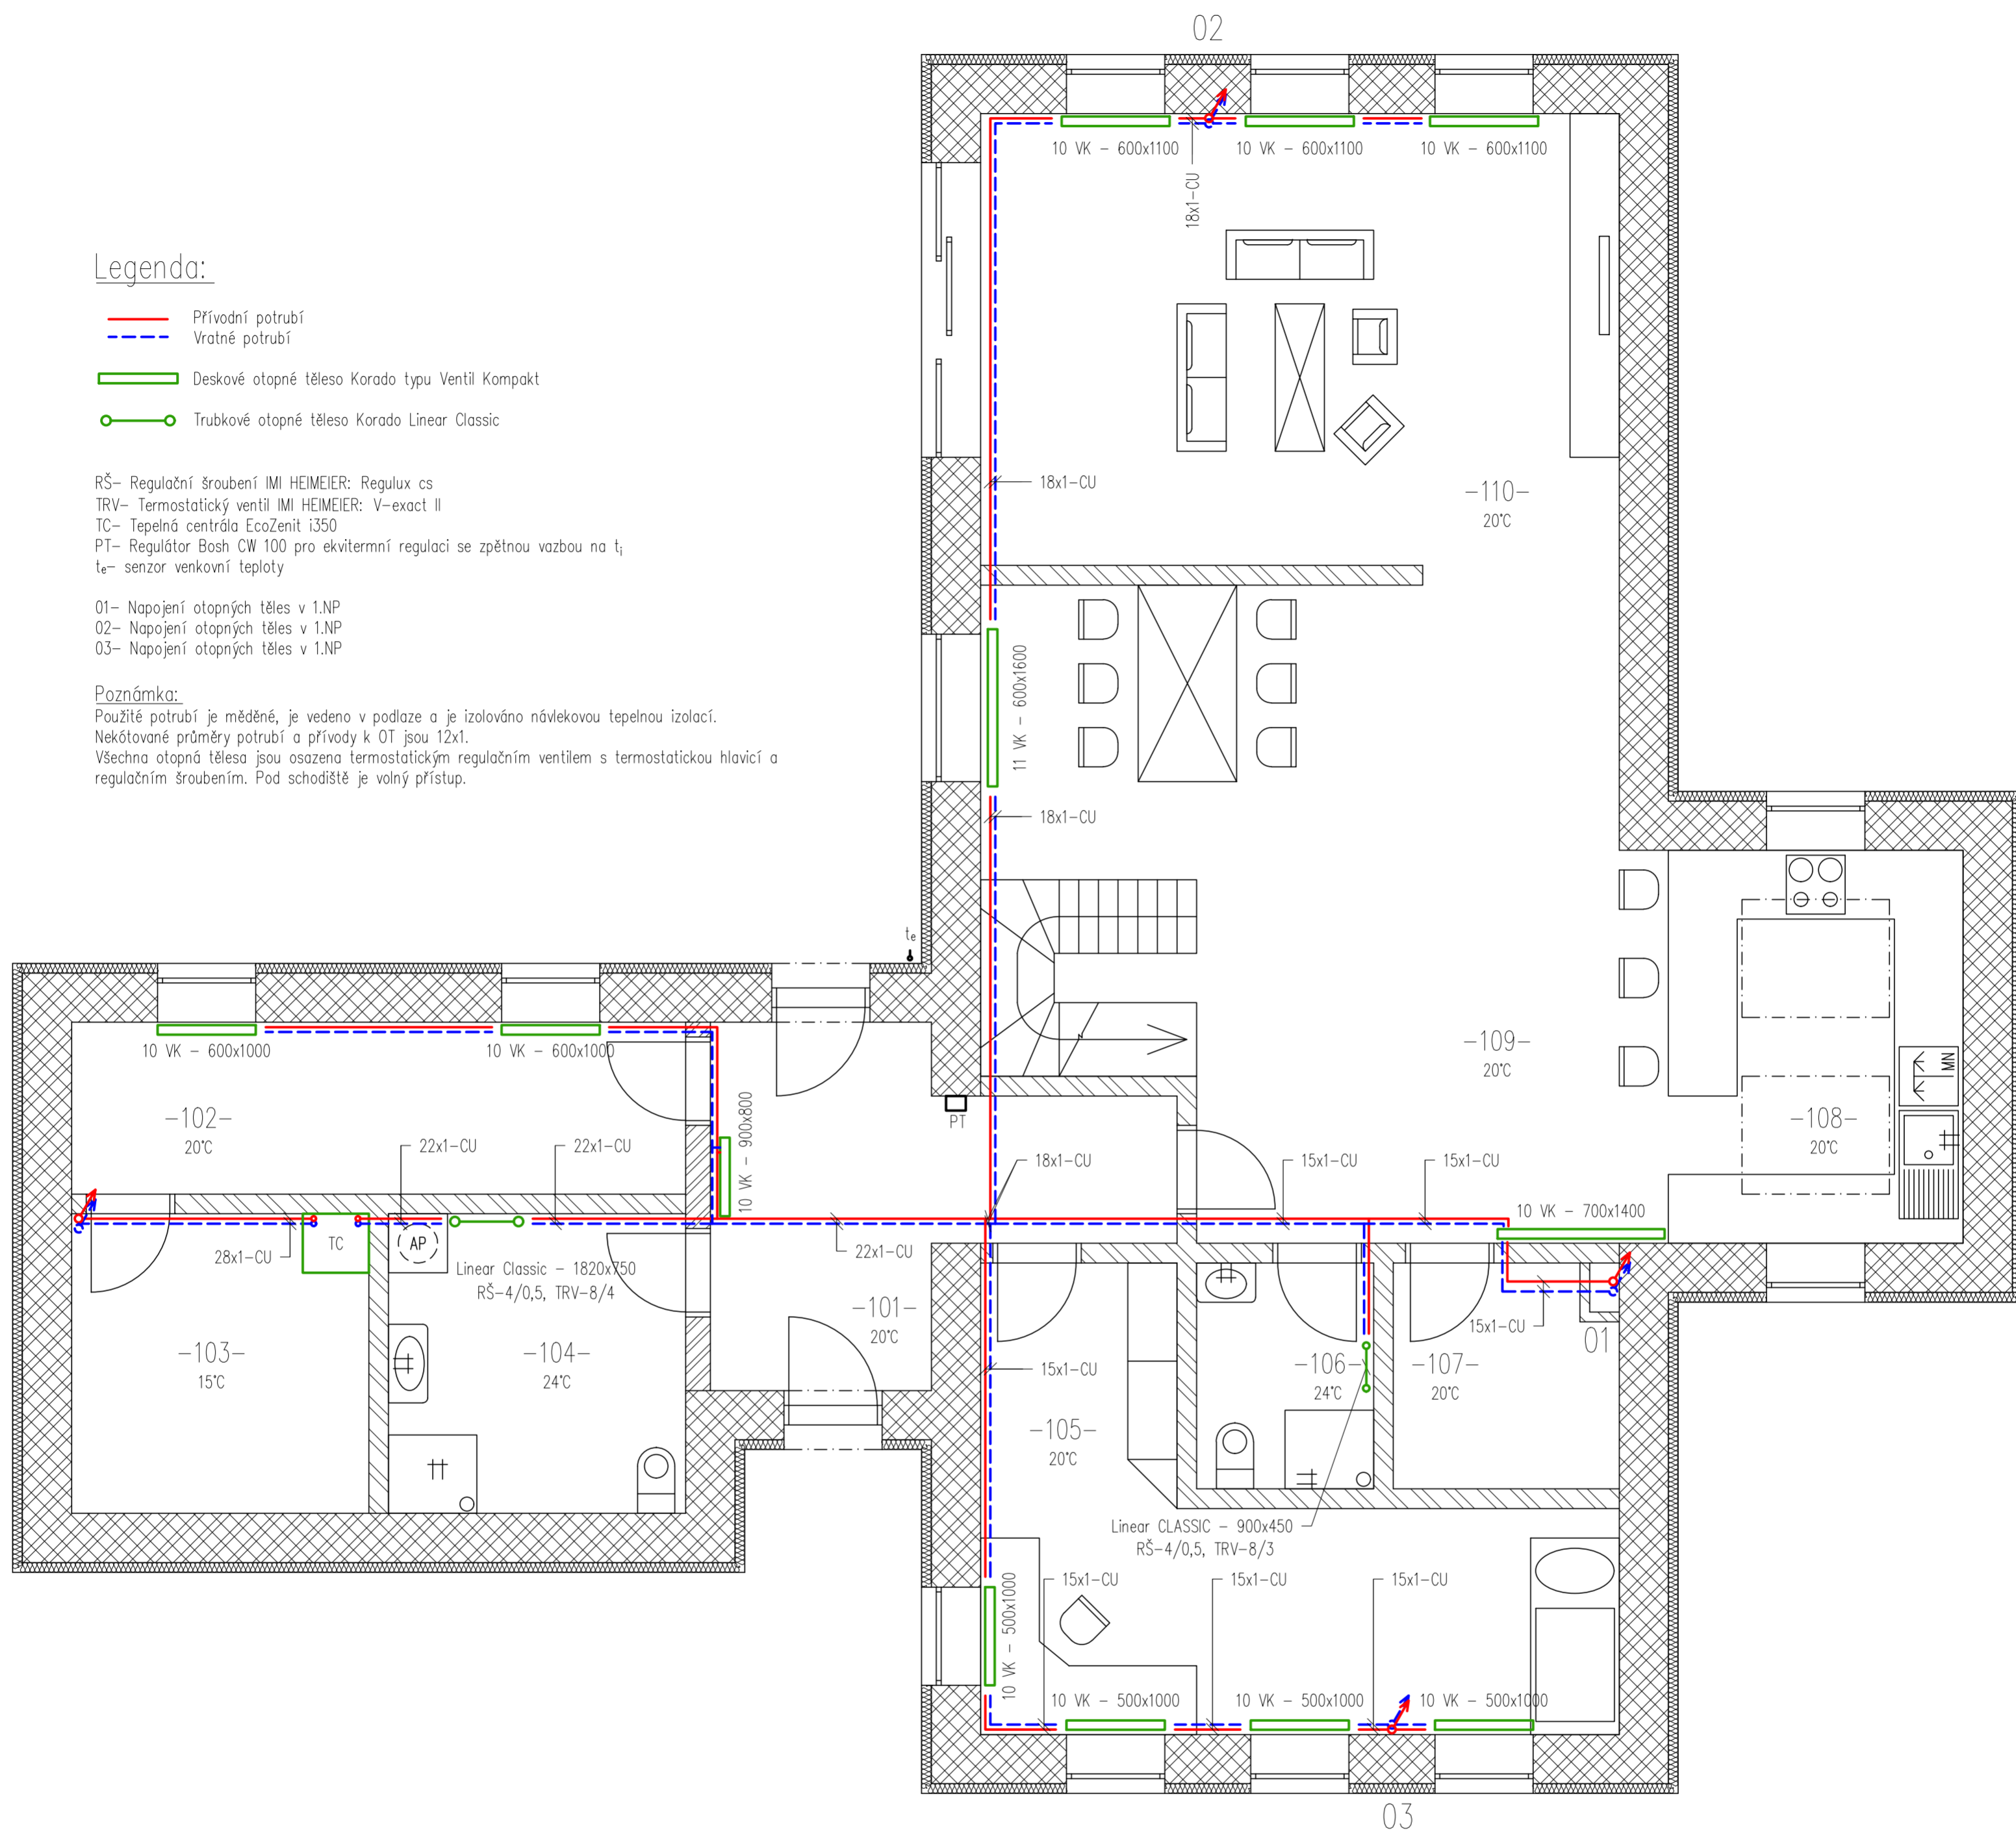 02
10 VK - 600x1100
10 VK - 600x1100
10 VK - 600x1100
18x1-CU
Legenda:
Přívodní potrubí
Vratné potrubí
Deskové otopné těleso Korado typu Ventil Kompakt
Trubkové otopné těleso Korado Linear Classic
RŠ- Regulační šroubení IMI HEIMEIER: Regulux cs
TRV- Termostatický ventil IMI HEIMEIER: V-exact II
TC- Tepelná centrála EcoZenit i350
PT- Regulátor Bosh CW 100 pro ekvitermní regulaci se zpětnou vazbou na ti
te- senzor venkovní teploty
01- Napojení otopných těles v 1.NP
02- Napojení otopných těles v 1.NP
03- Napojení otopných těles v 1.NP
Poznámka:
Použité potrubí je měděné, je vedeno v podlaze a je izolováno návlekovou tepelnou izolací.
Nekótované průměry potrubí a přívody k OT jsou 12x1.
Všechna otopná tělesa jsou osazena termostatickým regulačním ventilem s termostatickou hlavicí a
regulačním šroubením. Pod schodiště je volný přístup.
18x1-CU
-110-
20°C
11 VK - 600x1600
18x1-CU
te
10 VK - 600x1000
10 VK - 600x1000
-109-
20°C
MN
10 VK - 900x800
PT
-102-
20°C
-108-
20°C
22x1-CU
22x1-CU
18x1-CU
15x1-CU
15x1-CU
10 VK - 700x1400
TC
AP
28x1-CU
22x1-CU
Linear Classic - 1820x750
RŠ-4/0,5, TRV-8/4
-101-
20°C
15x1-CU
01
-103-
15°C
-104-
24°C
15x1-CU
-106-
24°C
-107-
20°C
-105-
20°C
Linear CLASSIC - 900x450
RŠ-4/0,5, TRV-8/3
15x1-CU
15x1-CU
15x1-CU
10 VK - 500x1000
10 VK - 500x1000
10 VK - 500x1000
10 VK - 500x1000
03